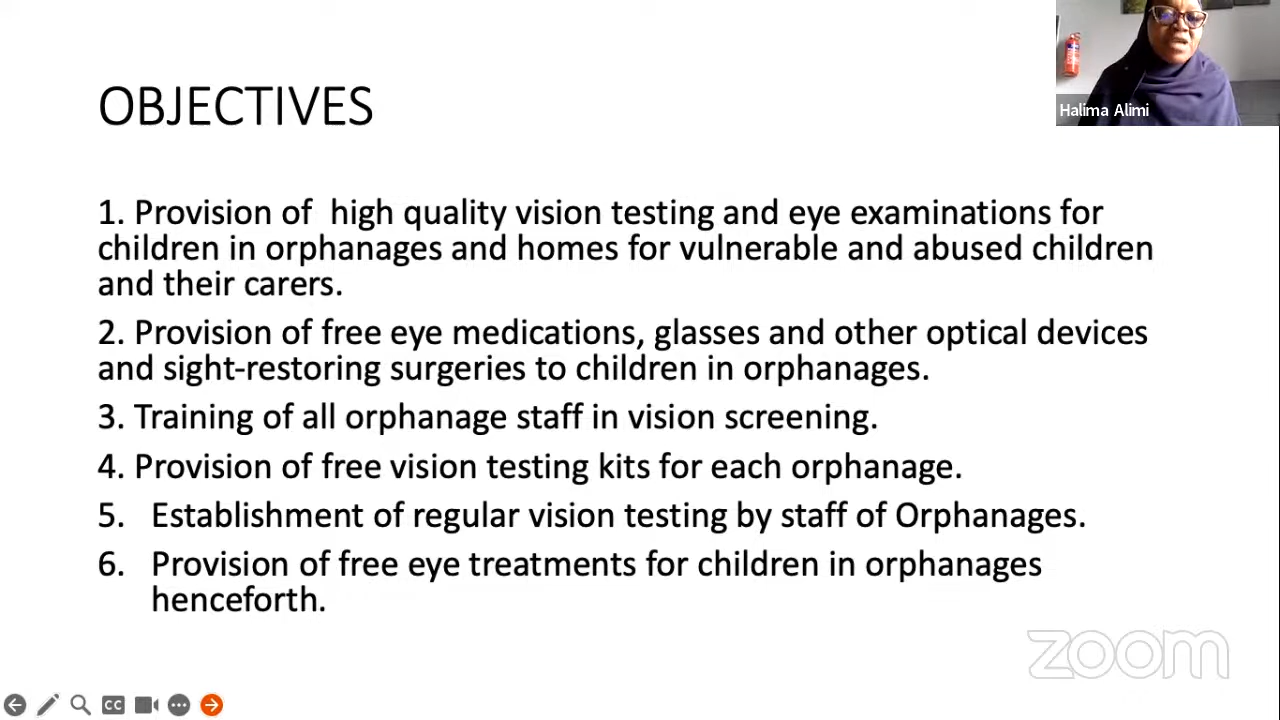 OBJECTIVES
Halima Alimi
1. Provision of  high quality vision testing and eye examinations for
children in orphanages and homes for vulnerable and abused children
and their carers.
2. Provision of free eye medications, glasses and other optical devices
and sight-restoring surgeries to children in orphanages.
3. Training of all orphanage staff in vision screening.
4. Provision of free vision testing kits for each orphanage.
5. Establishment of regular vision testing by staff of Orphanages.
6. Provision of free eye treatments for children in orphanages
henceforth.
zoom
CC